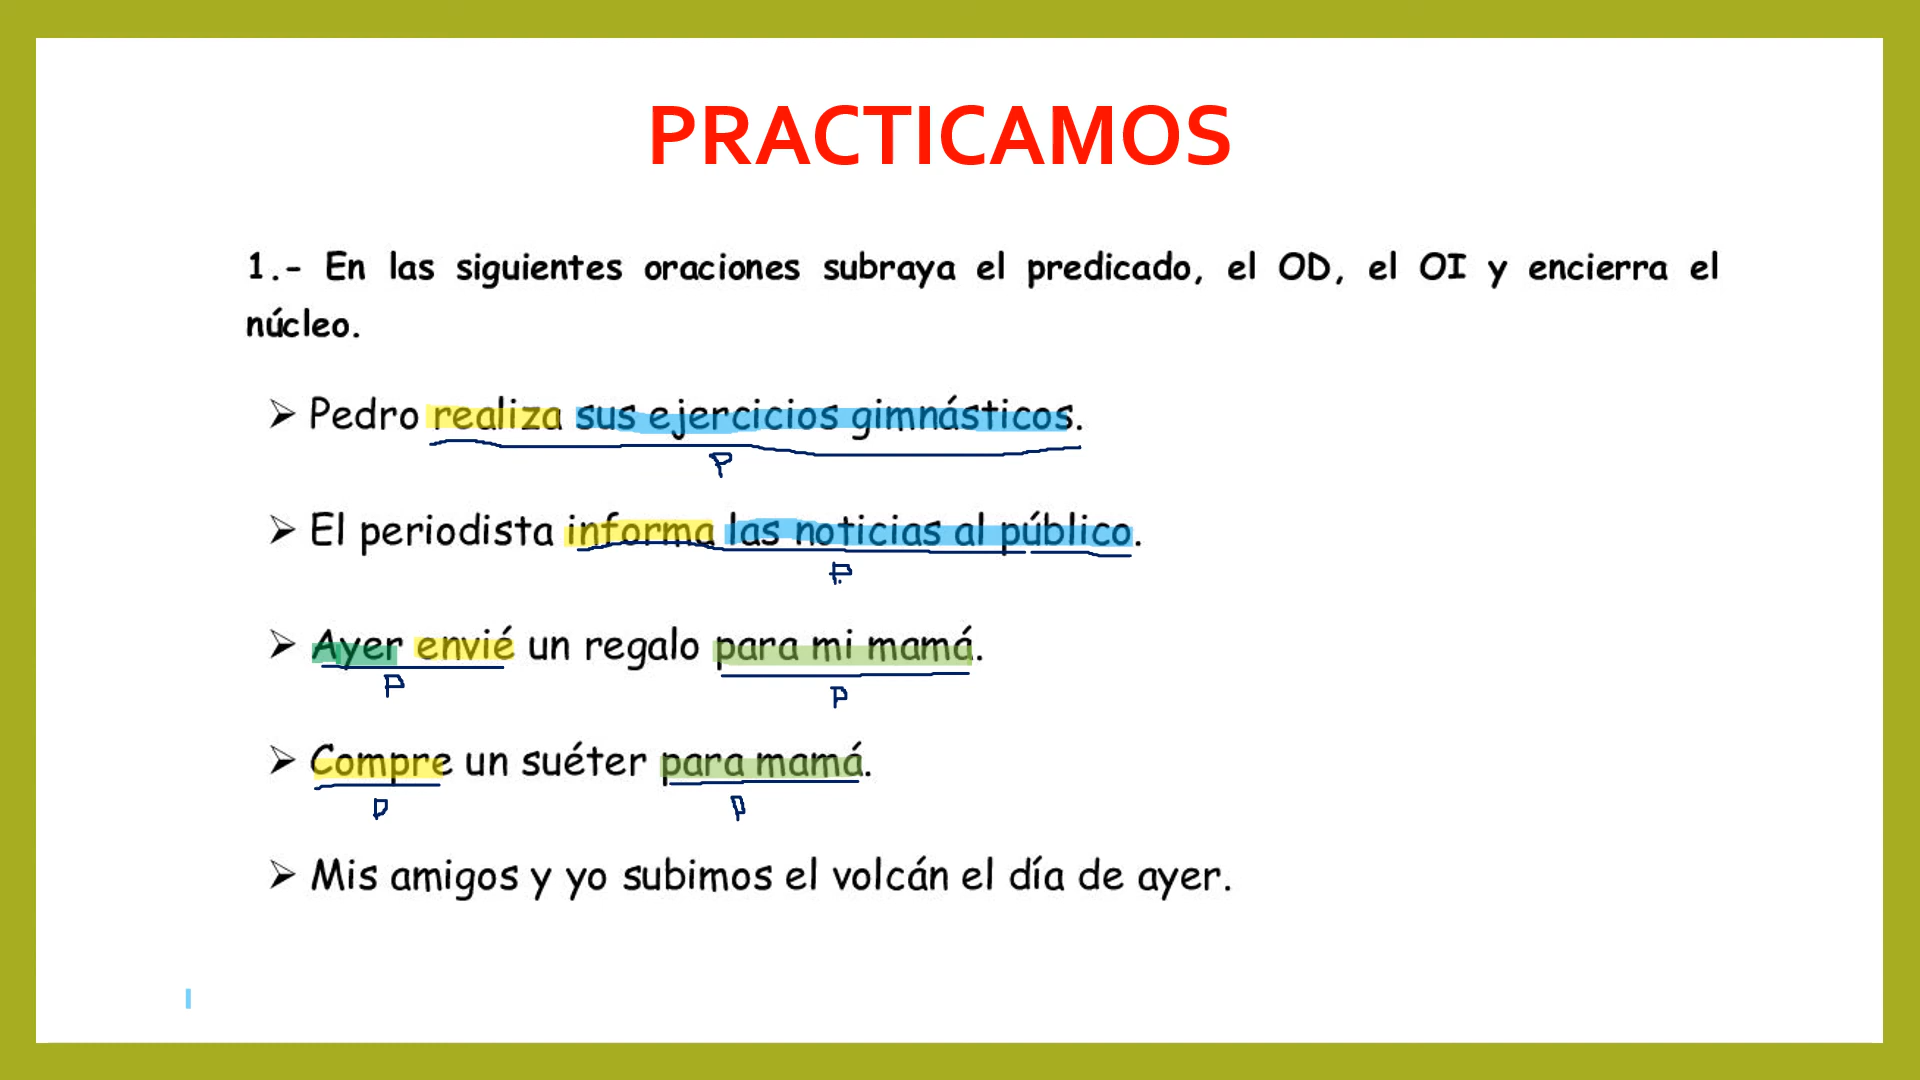 PRACTICAMOS
1.- En las siguientes oraciones subraya el predicado, el OD, el OI y encierra el
núcleo.
➢ Pedro realiza sus ejercicios gimnásticos.
P
➢ El periodista informa las noticias al público.
P
➢ Ayer envié un regalo para mi mamá.
P P
➢ Compre un suéter para mamá.
P P
➢ Mis amigos y yo subimos el volcán el día de ayer.